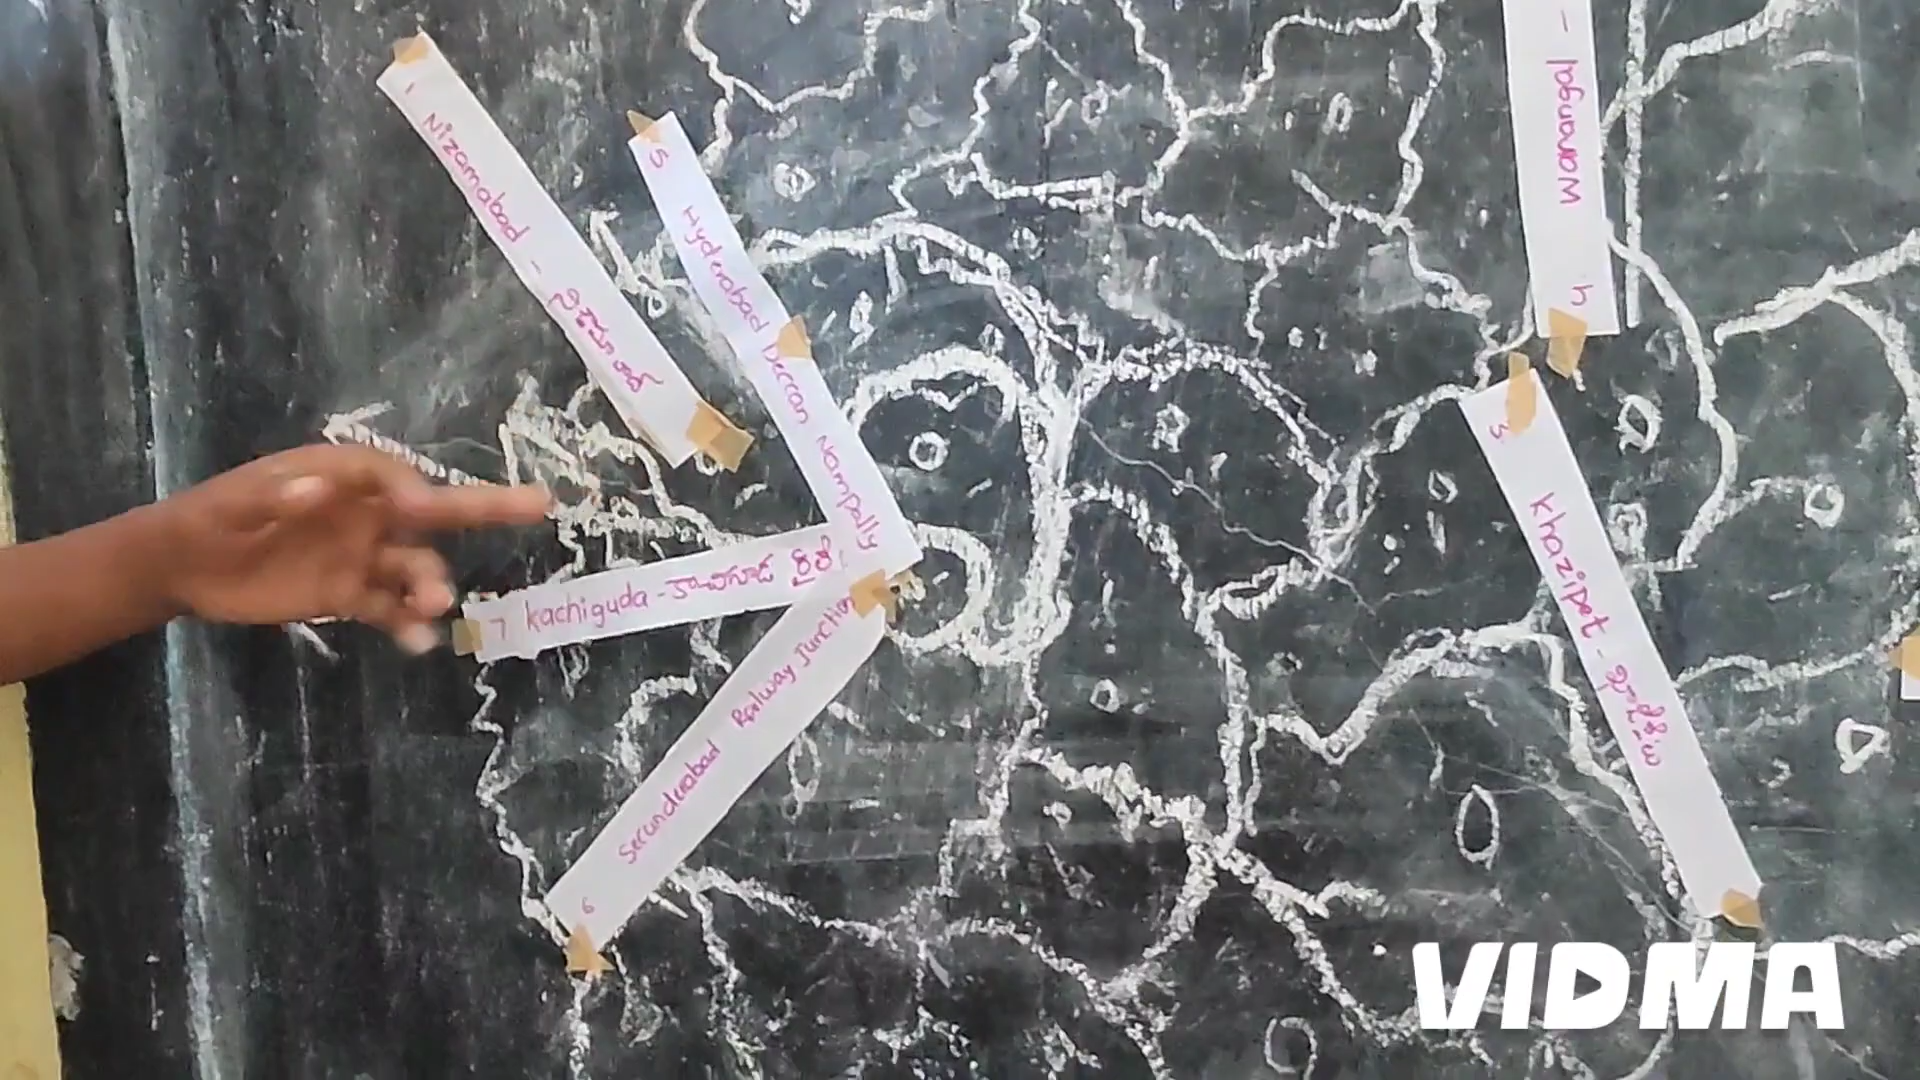 1 Nizamabad -
5 Hyderabad Deccan Nampally
7 Kachiguda - కాచిగూడ రైల్వే
6 Secunderabad Railway Junction
4 Warangal -
3 Khazipet -
VIDMA